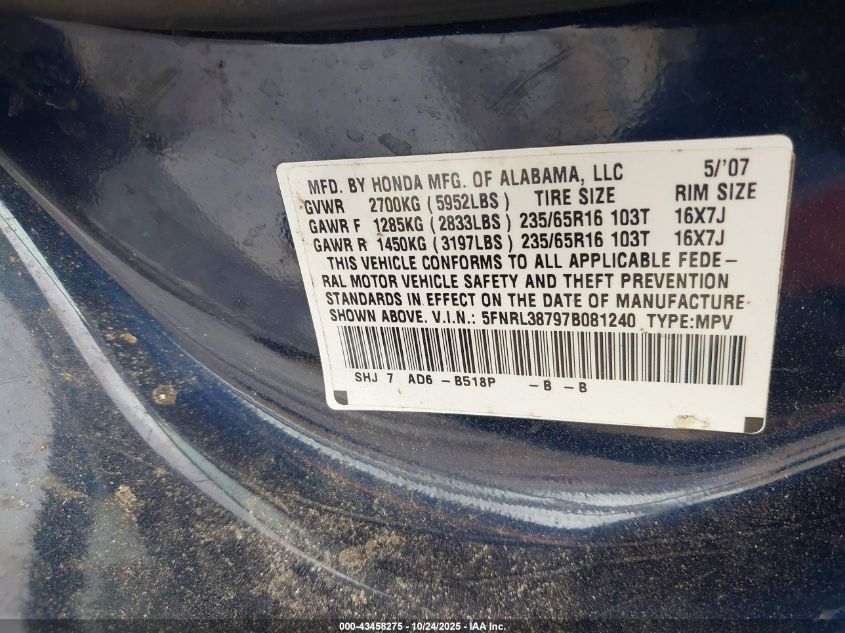 MFD. BY HONDA MFG. OF ALABAMA, LLC 5/'07
GVWR 2700KG (5952LBS) TIRE SIZE RIM SIZE
GAWR F 1285KG (2833LBS) 235/65R16 103T 16X7J
GAWR R 1450KG (3197LBS) 235/65R16 103T 16X7J
THIS VEHICLE CONFORMS TO ALL APPLICABLE FEDE-
RAL MOTOR VEHICLE SAFETY AND THEFT PREVENTION
STANDARDS IN EFFECT ON THE DATE OF MANUFACTURE
SHOWN ABOVE. V.I.N.: 5FNRL38797B081240 TYPE:MPV
SHJ 7 AD6 -B518P -B -B
000-43458275 - 10/24/2025 - IAA Inc.